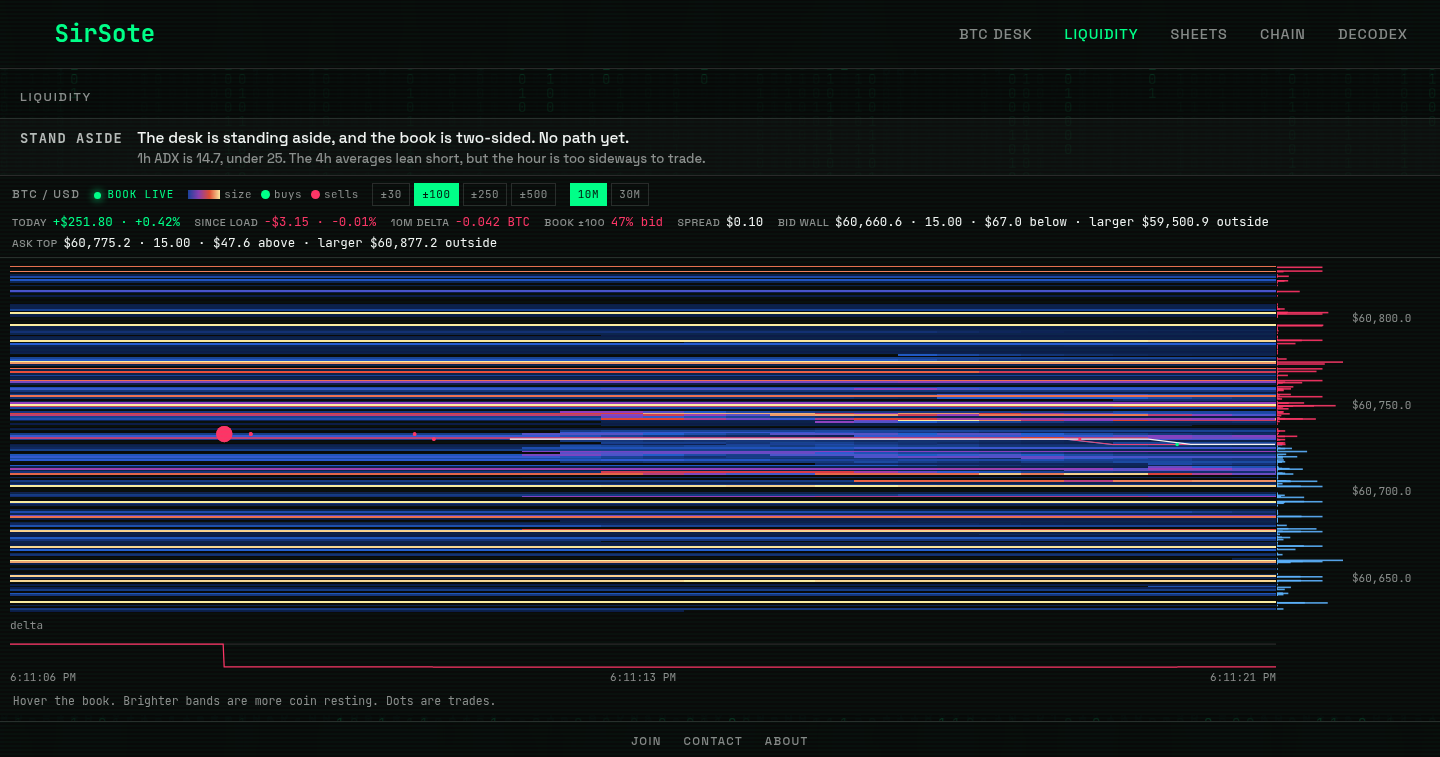 SirSote
BTC DESK LIQUIDITY SHEETS CHAIN DECODEX
LIQUIDITY
STAND ASIDE The desk is standing aside, and the book is two-sided. No path yet.
1h ADX is 14.7, under 25. The 4h averages lean short, but the hour is too sideways to trade.
BTC / USD BOOK LIVE size buys sells ±30 ±100 ±250 ±500 10M 30M
TODAY +$251.80 · +0.42% SINCE LOAD -$3.15 · -0.01% 10M DELTA -0.042 BTC BOOK ±100 47% bid SPREAD $0.10 BID WALL $60,660.6 · 15.00 · $67.0 below · larger $59,500.9 outside
ASK TOP $60,775.2 · 15.00 · $47.6 above · larger $60,877.2 outside
$60,800.0
$60,750.0
$60,700.0
$60,650.0
delta
6:11:06 PM 6:11:13 PM 6:11:21 PM
Hover the book. Brighter bands are more coin resting. Dots are trades.
JOIN CONTACT ABOUT